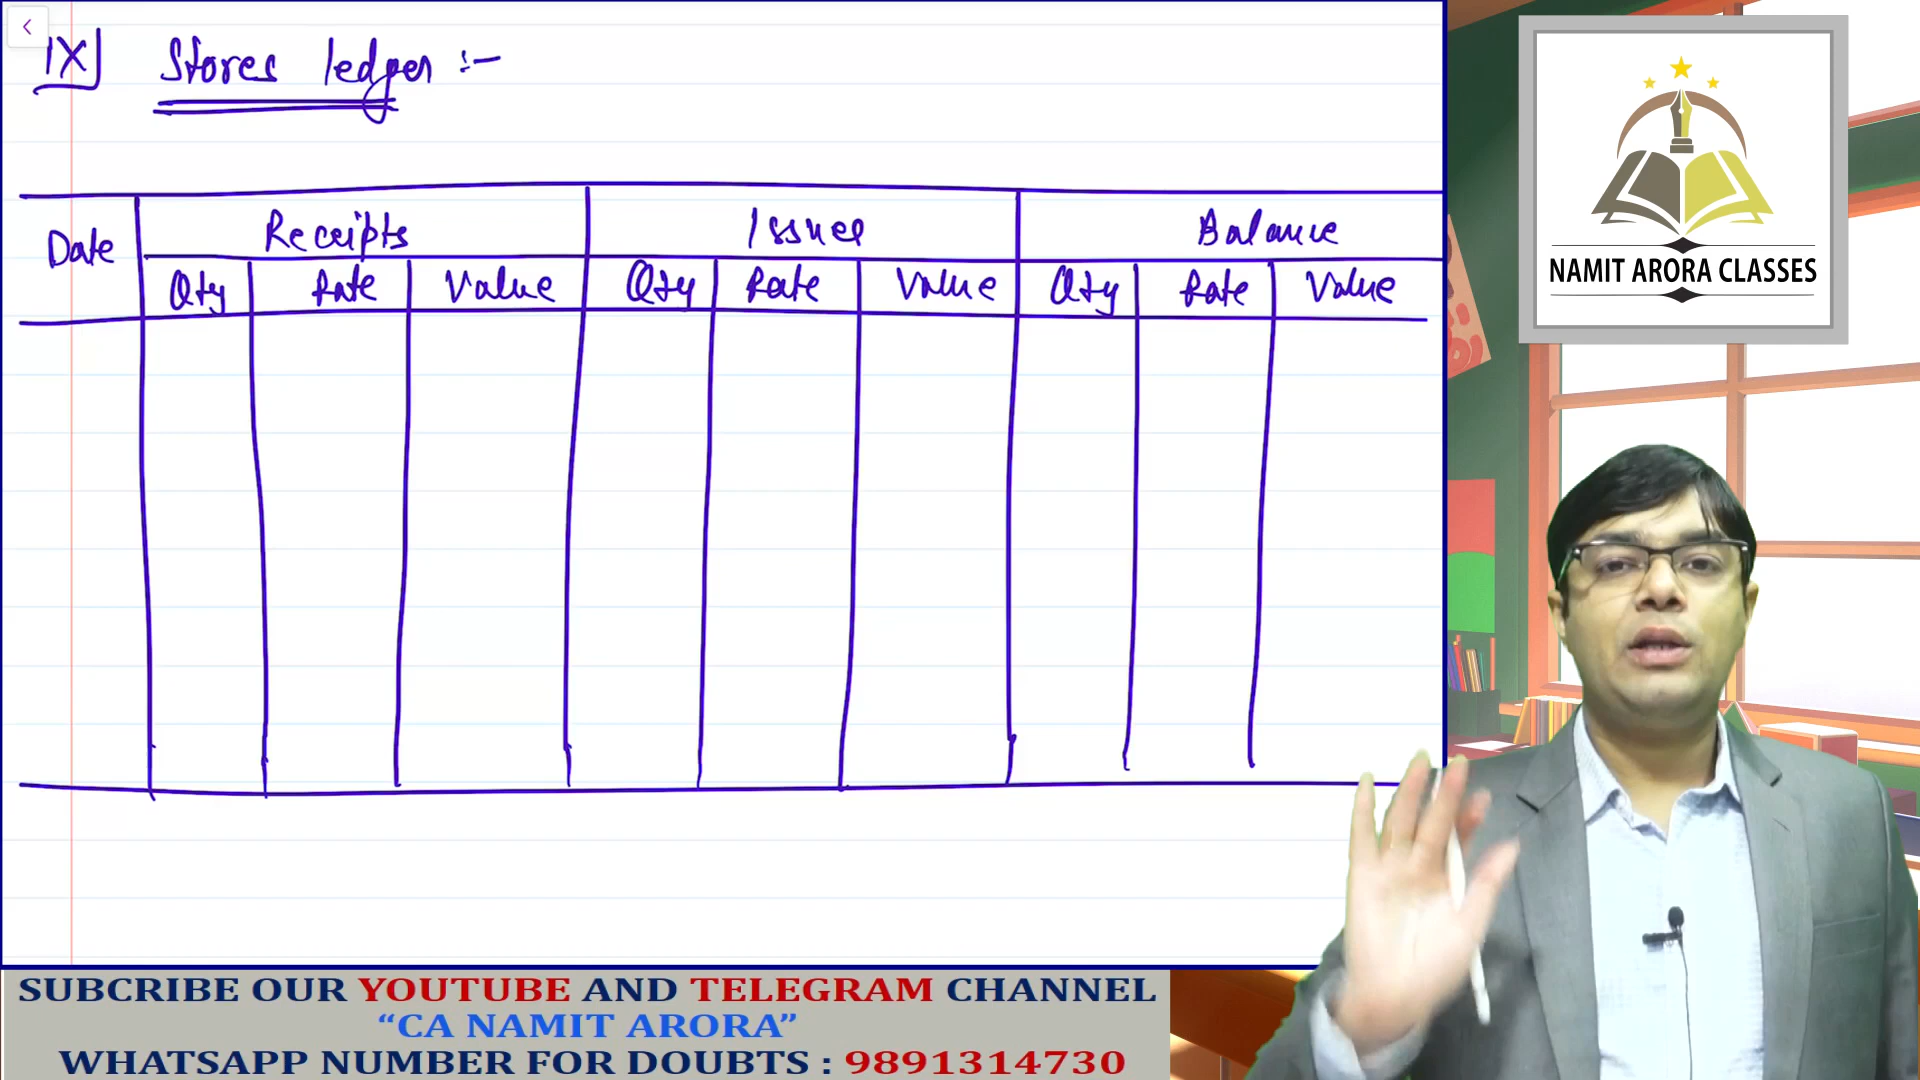 IX] Stores ledger :-
Date Receipts Issues Balance
Qty Rate Value Qty Rate Value Qty Rate Value
NAMIT ARORA CLASSES
SUBCRIBE OUR YOUTUBE AND TELEGRAM CHANNEL
“CA NAMIT ARORA”
WHATSAPP NUMBER FOR DOUBTS : 9891314730